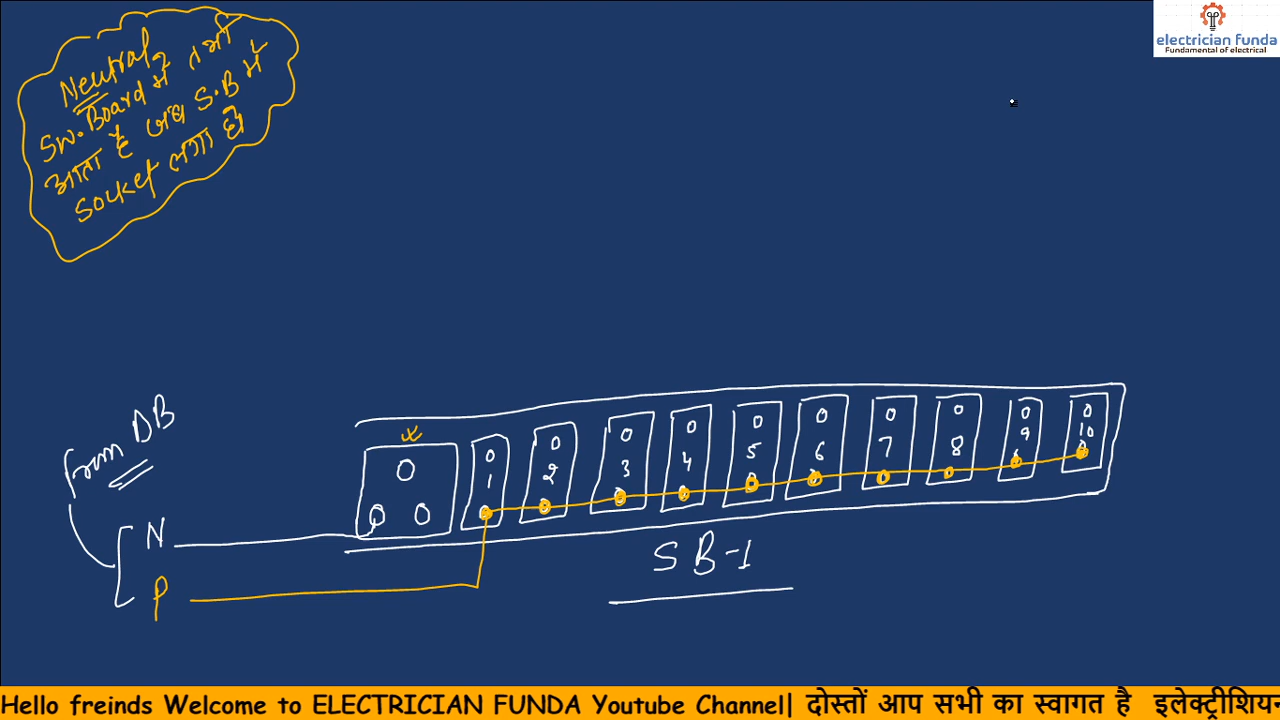 electrician funda
Fundamental of electrical
Neutral
Sw. Board में तभी
आता है जब S.B में
Socket लगा हो
from DB
N
P
1 2 3 4 5 6 7 8 9 10
SB-1
Hello freinds Welcome to ELECTRICIAN FUNDA Youtube Channel| दोस्तों आप सभी का स्वागत है इलेक्ट्रीशियन